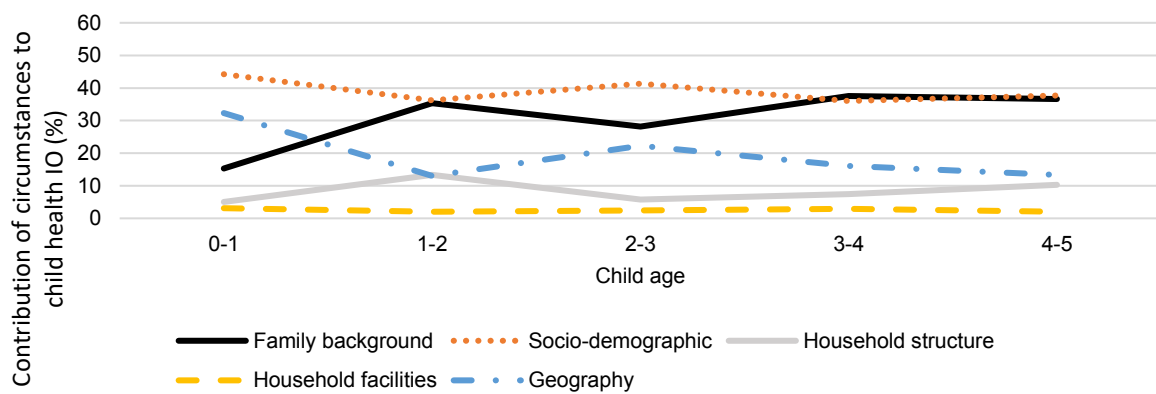 Contribution of circumstances to
child health IO (%)
60
50
40
30
20
10
0
0-1 1-2 2-3 3-4 4-5
Child age
Family background Socio-demographic Household structure
Household facilities Geography